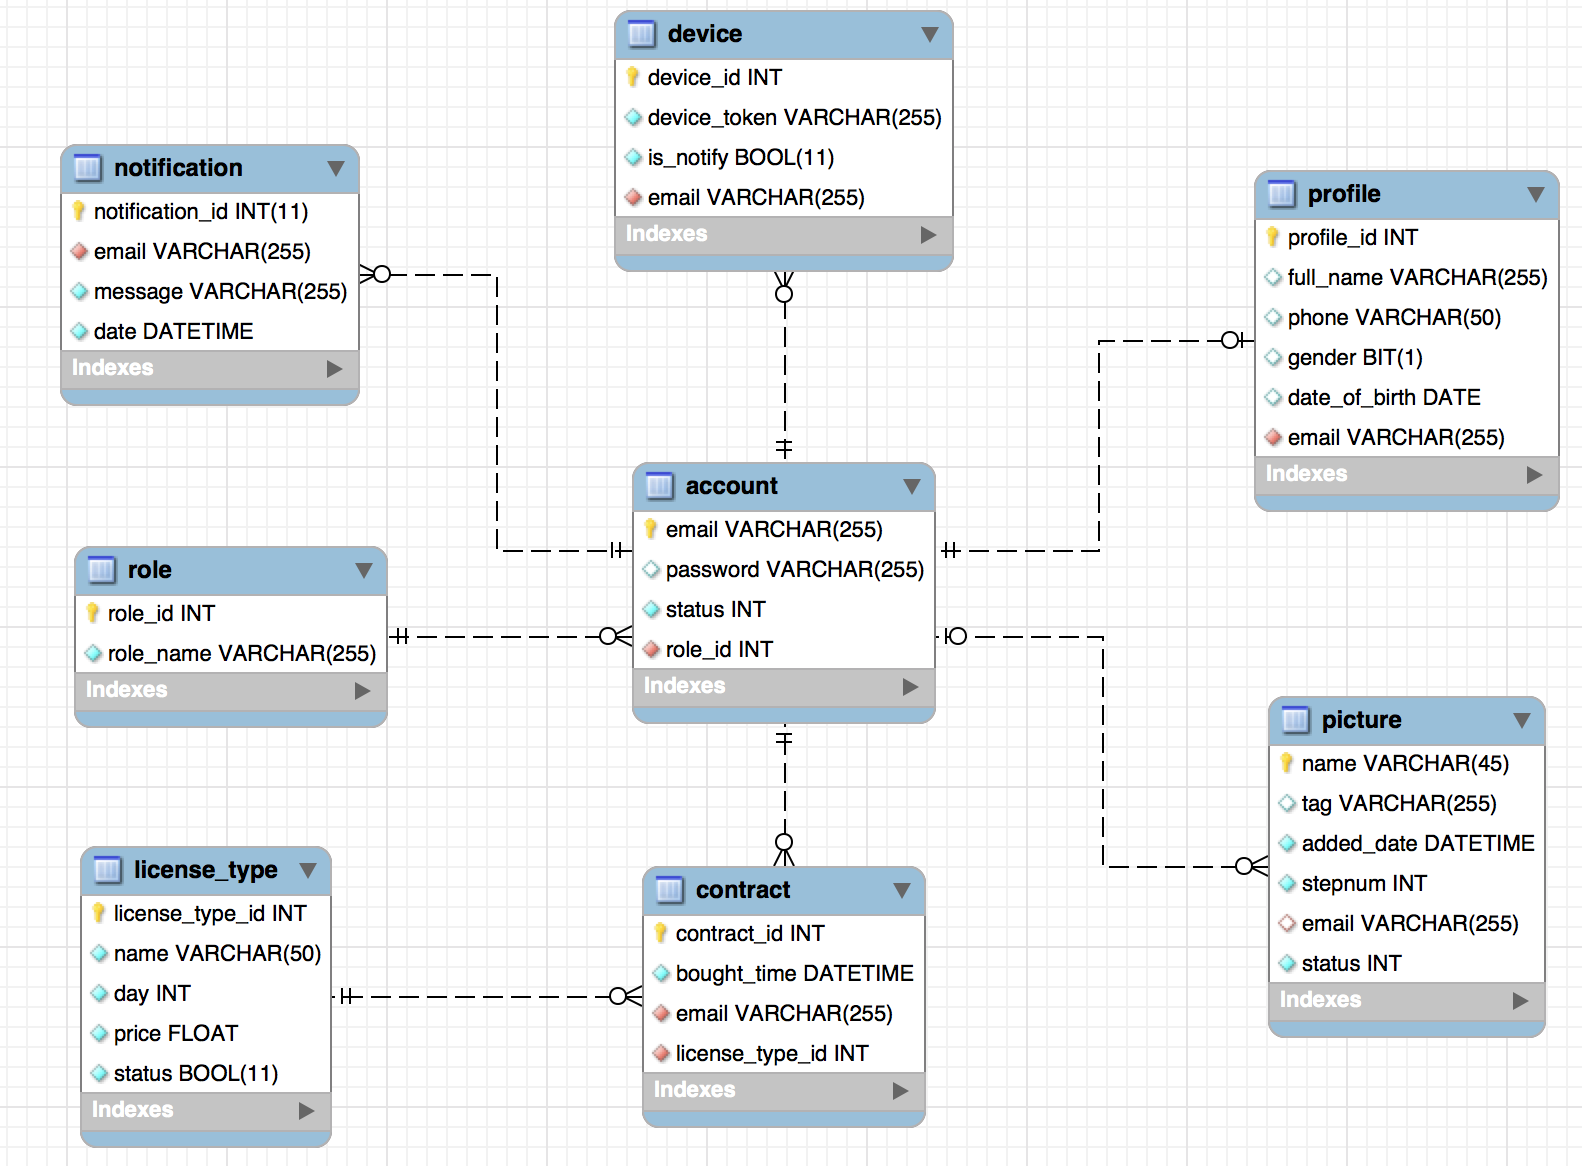 device
device_id INT
device_token VARCHAR(255)
is_notify BOOL(11)
email VARCHAR(255)
Indexes
notification
notification_id INT(11)
email VARCHAR(255)
message VARCHAR(255)
date DATETIME
Indexes
profile
profile_id INT
full_name VARCHAR(255)
phone VARCHAR(50)
gender BIT(1)
date_of_birth DATE
email VARCHAR(255)
Indexes
account
email VARCHAR(255)
password VARCHAR(255)
status INT
role_id INT
Indexes
role
role_id INT
role_name VARCHAR(255)
Indexes
picture
name VARCHAR(45)
tag VARCHAR(255)
added_date DATETIME
stepnum INT
email VARCHAR(255)
status INT
Indexes
license_type
license_type_id INT
name VARCHAR(50)
day INT
price FLOAT
status BOOL(11)
Indexes
contract
contract_id INT
bought_time DATETIME
email VARCHAR(255)
license_type_id INT
Indexes